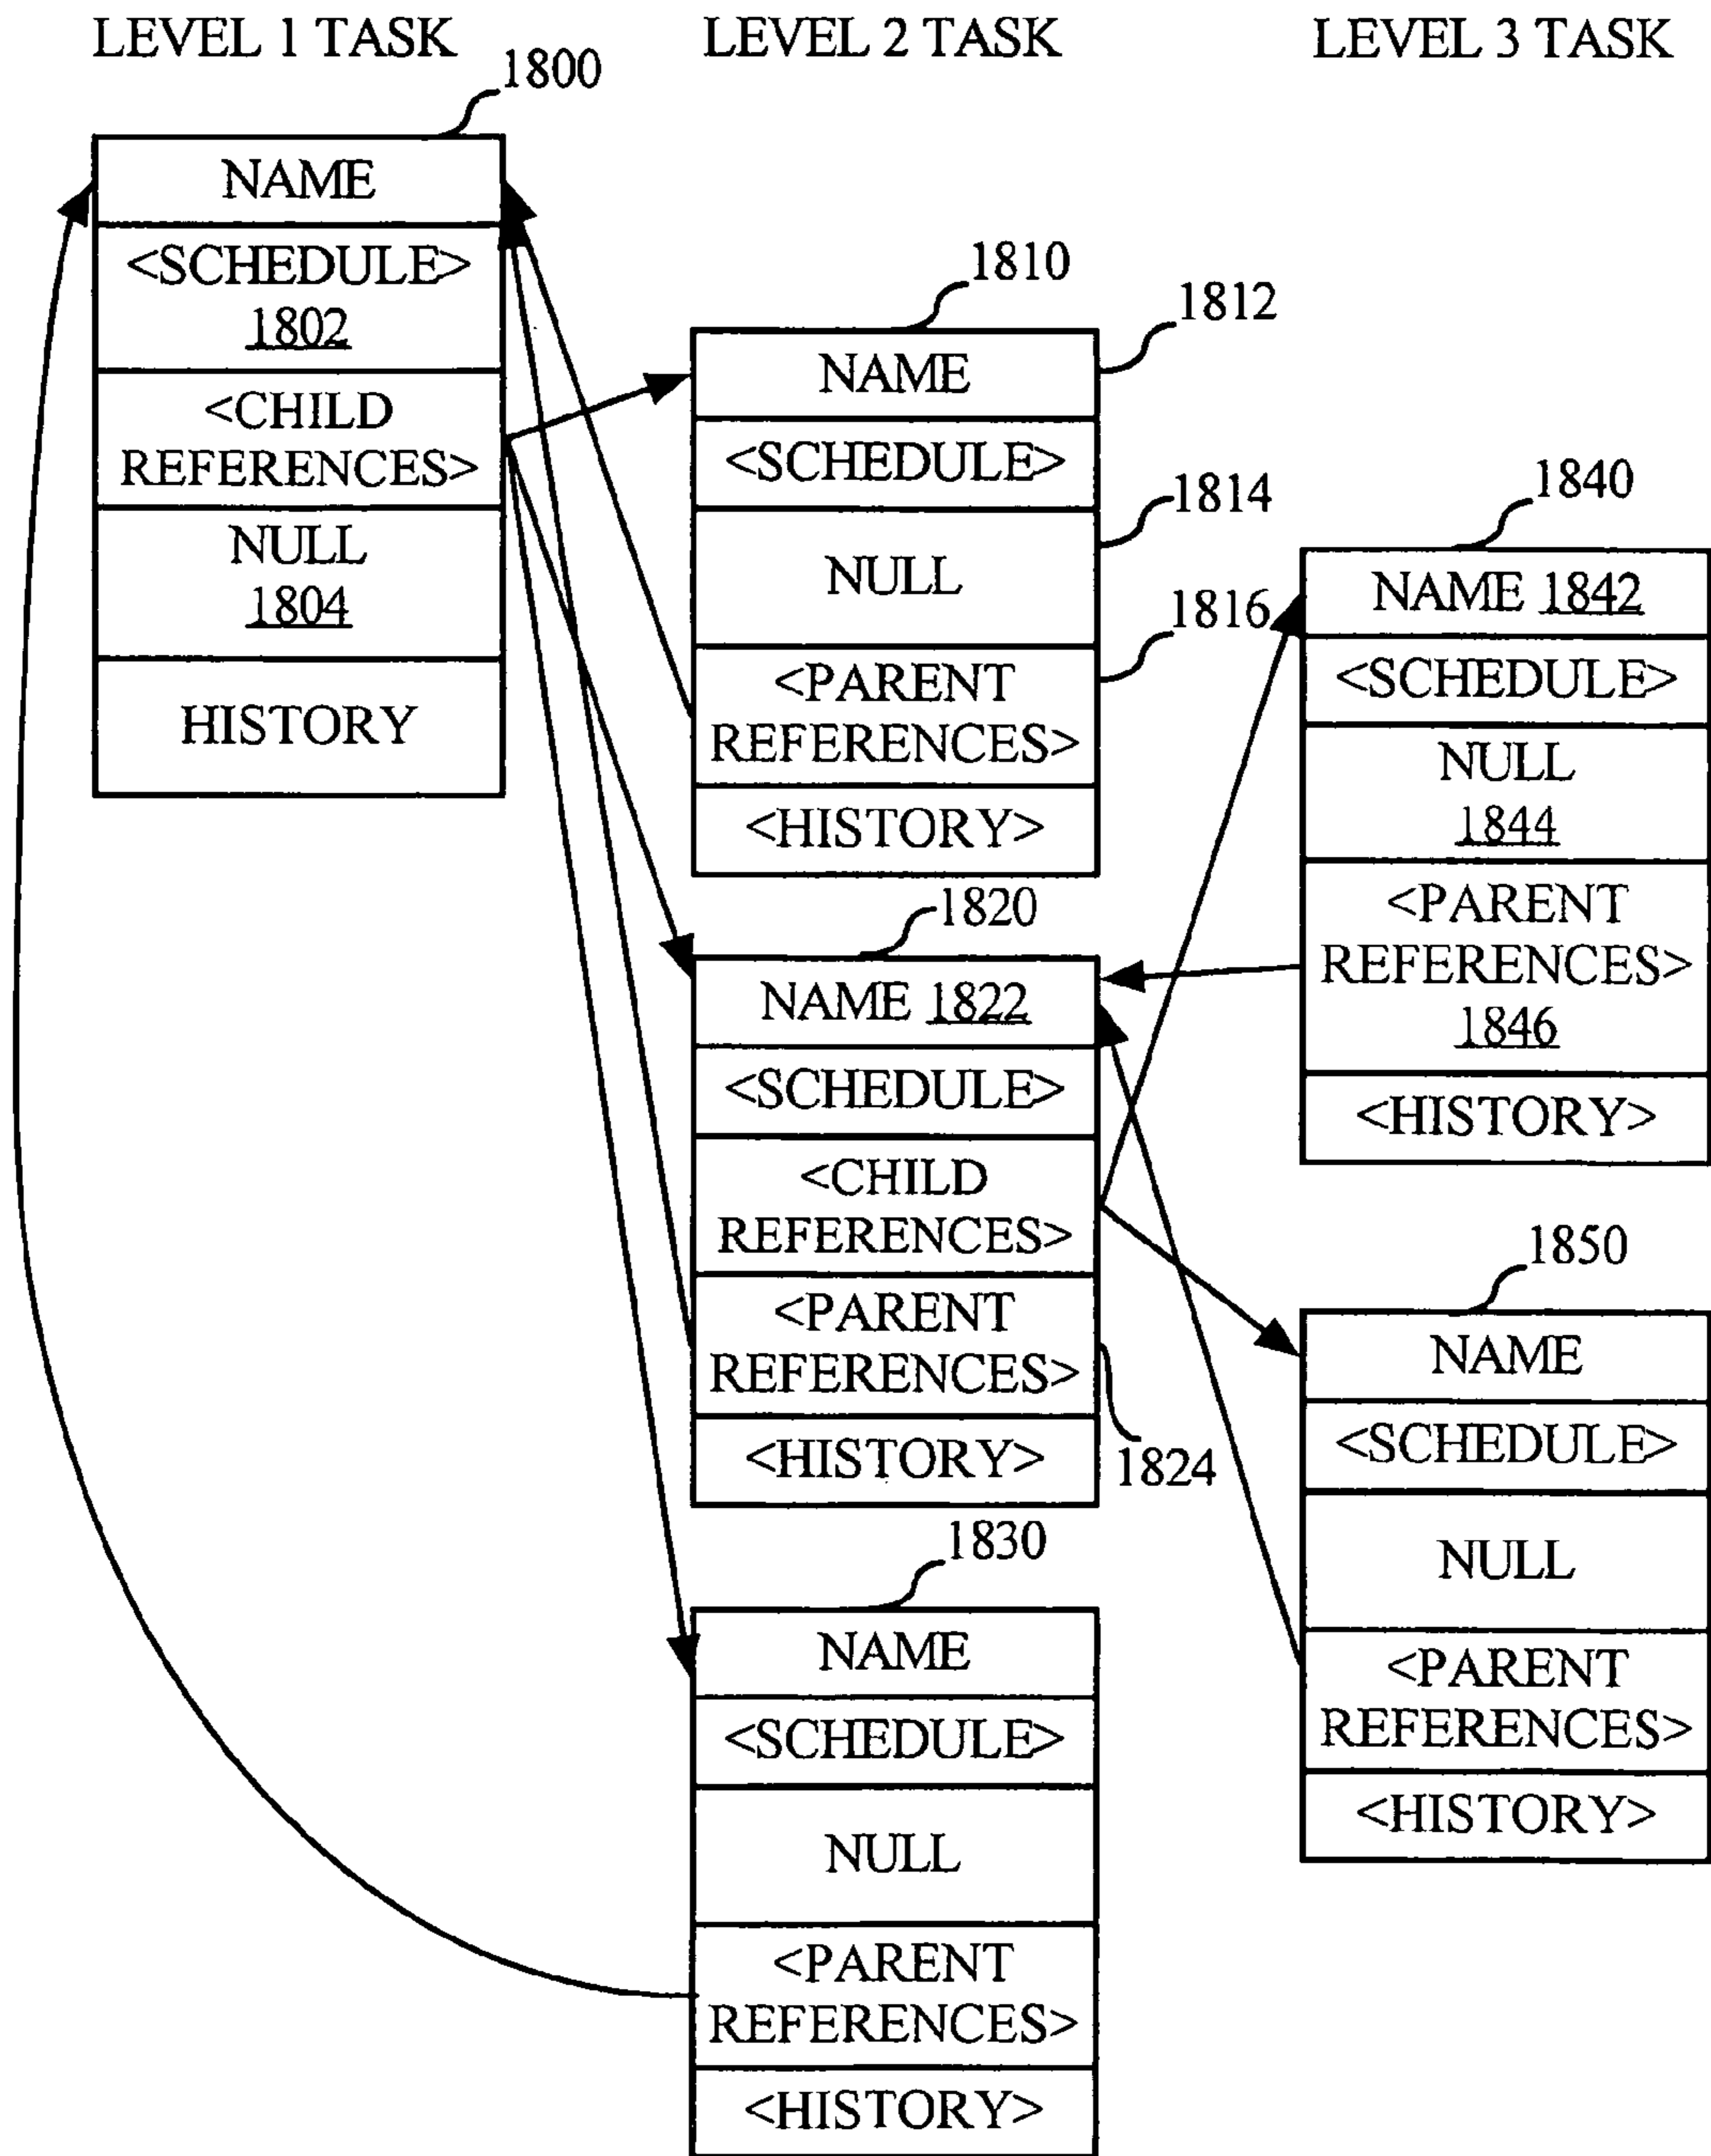 LEVEL 1 TASK
LEVEL 2 TASK
LEVEL 3 TASK
1800
NAME
<SCHEDULE>
1802
<CHILD
REFERENCES>
NULL
1804
HISTORY
1810
1812
NAME
<SCHEDULE>
1814
NULL
1816
<PARENT
REFERENCES>
<HISTORY>
1820
NAME 1822
<SCHEDULE>
<CHILD
REFERENCES>
<PARENT
REFERENCES>
1824
<HISTORY>
1830
NAME
<SCHEDULE>
NULL
<PARENT
REFERENCES>
<HISTORY>
1840
NAME 1842
<SCHEDULE>
NULL
1844
<PARENT
REFERENCES>
1846
<HISTORY>
1850
NAME
<SCHEDULE>
NULL
<PARENT
REFERENCES>
<HISTORY>